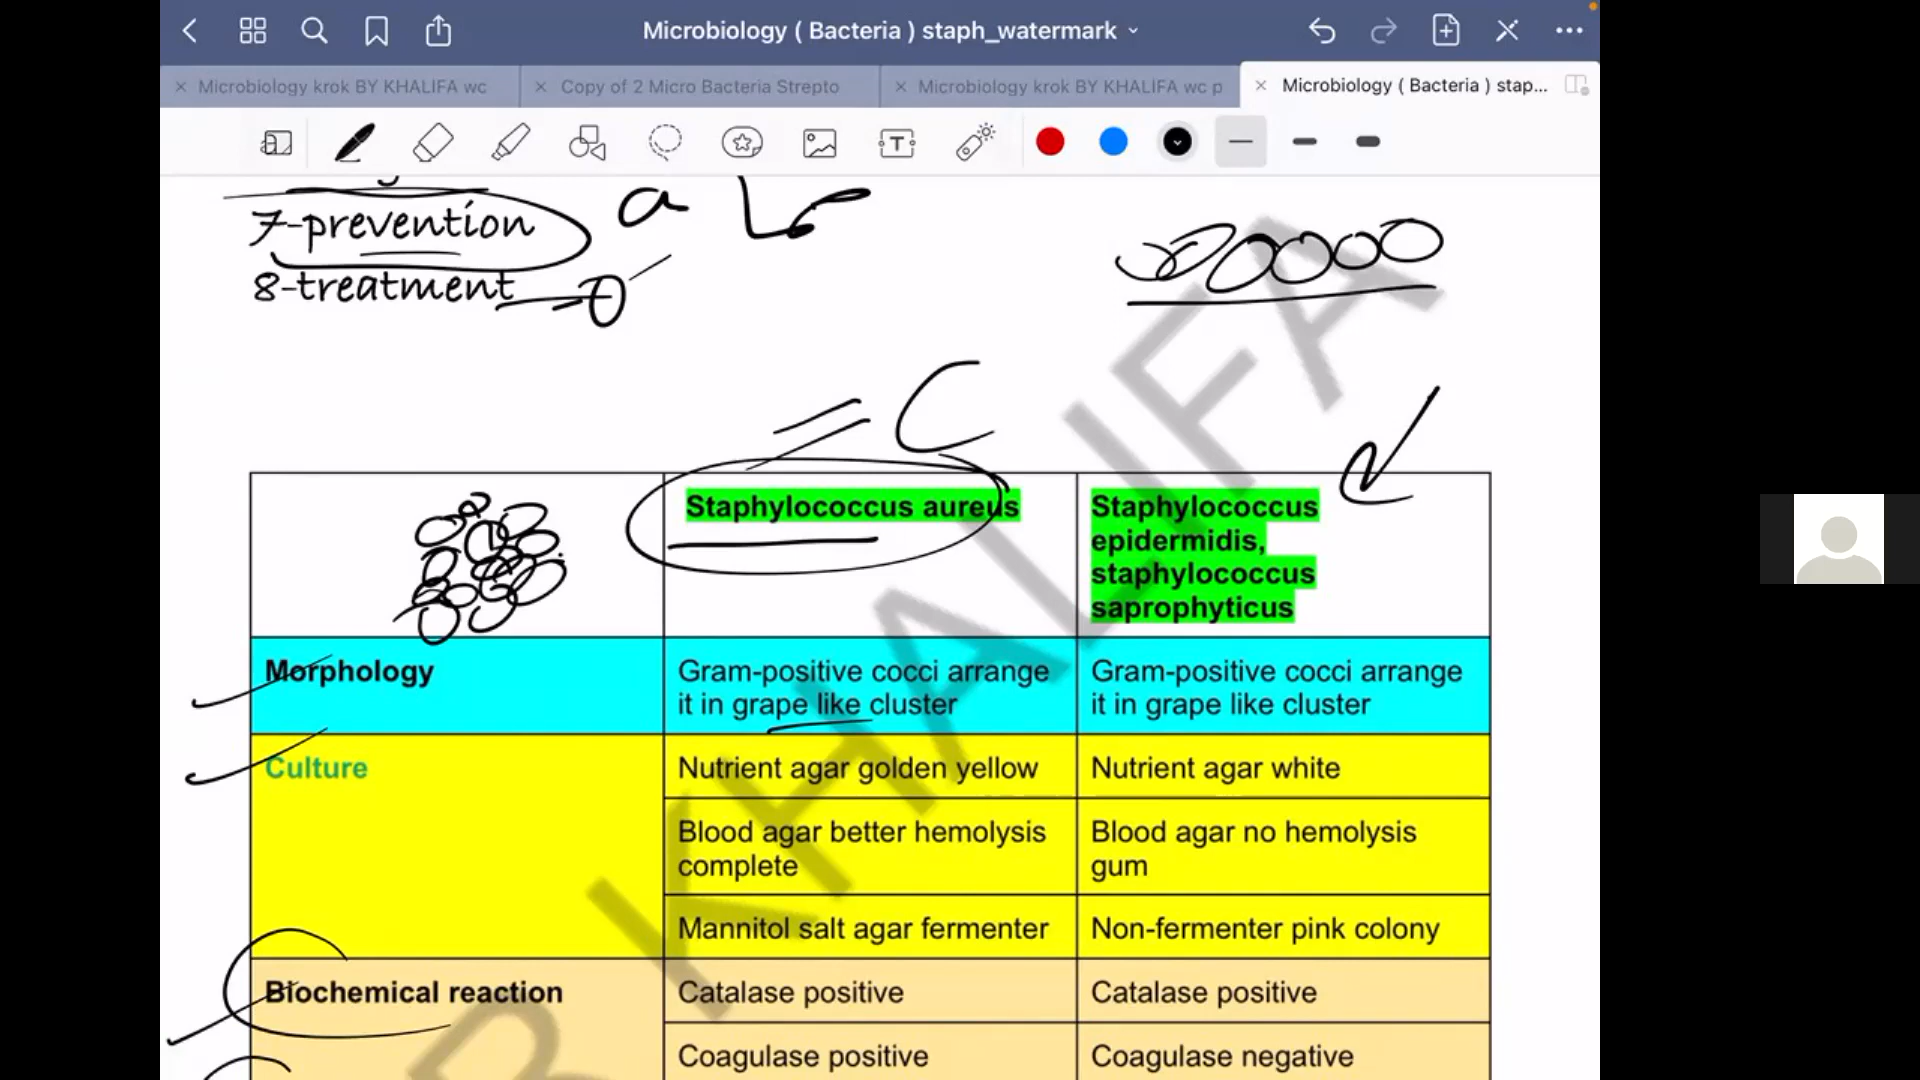 Microbiology ( Bacteria ) staph_watermark
Microbiology krok BY KHALIFA wc
Copy of 2 Micro Bacteria Strepto
Microbiology krok BY KHALIFA wc p
Microbiology ( Bacteria ) stap...
7-prevention
8-treatment
Staphylococcus aureus
Staphylococcus
epidermidis,
staphylococcus
saprophyticus
Morphology
Gram-positive cocci arrange
it in grape like cluster
Gram-positive cocci arrange
it in grape like cluster
Culture
Nutrient agar golden yellow
Nutrient agar white
Blood agar better hemolysis
complete
Blood agar no hemolysis
gum
Mannitol salt agar fermenter
Non-fermenter pink colony
Biochemical reaction
Catalase positive
Catalase positive
Coagulase positive
Coagulase negative
KHALIFA